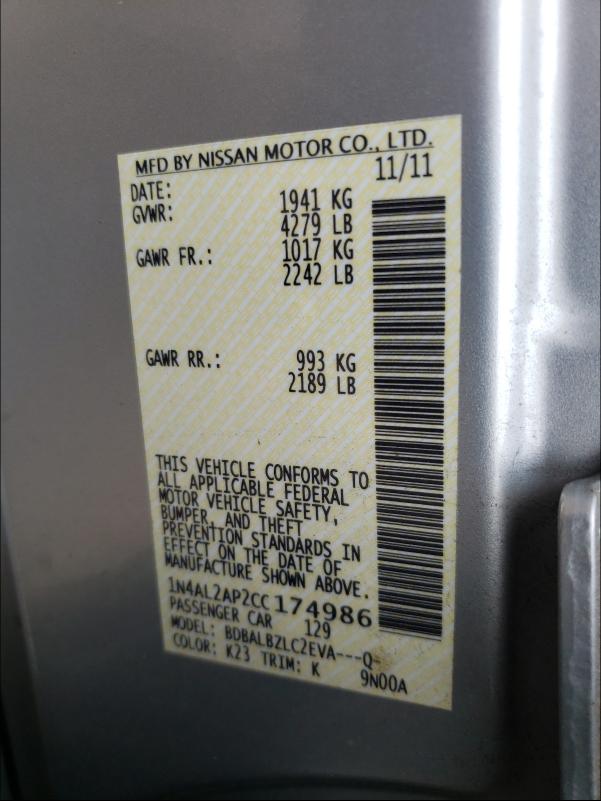 MFD BY NISSAN MOTOR CO., LTD.
DATE: 11/11
GVWR: 1941 KG
4279 LB
GAWR FR.: 1017 KG
2242 LB
GAWR RR.: 993 KG
2189 LB
THIS VEHICLE CONFORMS TO
ALL APPLICABLE FEDERAL
MOTOR VEHICLE SAFETY,
BUMPER, AND THEFT
PREVENTION STANDARDS IN
EFFECT ON THE DATE OF
MANUFACTURE SHOWN ABOVE.
1N4AL2AP2CC174986
PASSENGER CAR 129
MODEL: BDBALBZLC2EVA---Q-
COLOR: K23 TRIM: K 9N00A